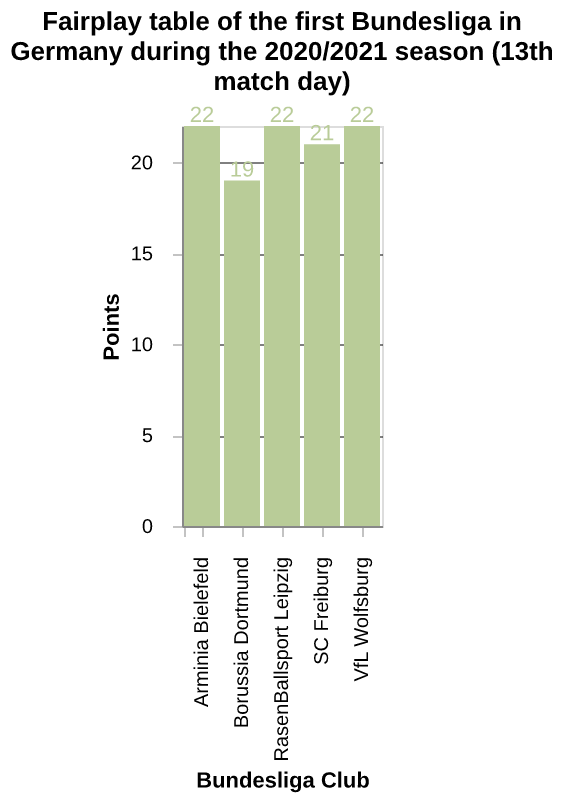 Fairplay table of the first Bundesliga in
Germany during the 2020/2021 season (13th
match day)
22
19
22
21
22
20
15
10
5
0
Points
Arminia Bielefeld
Borussia Dortmund
RasenBallsport Leipzig
SC Freiburg
VfL Wolfsburg
Bundesliga Club